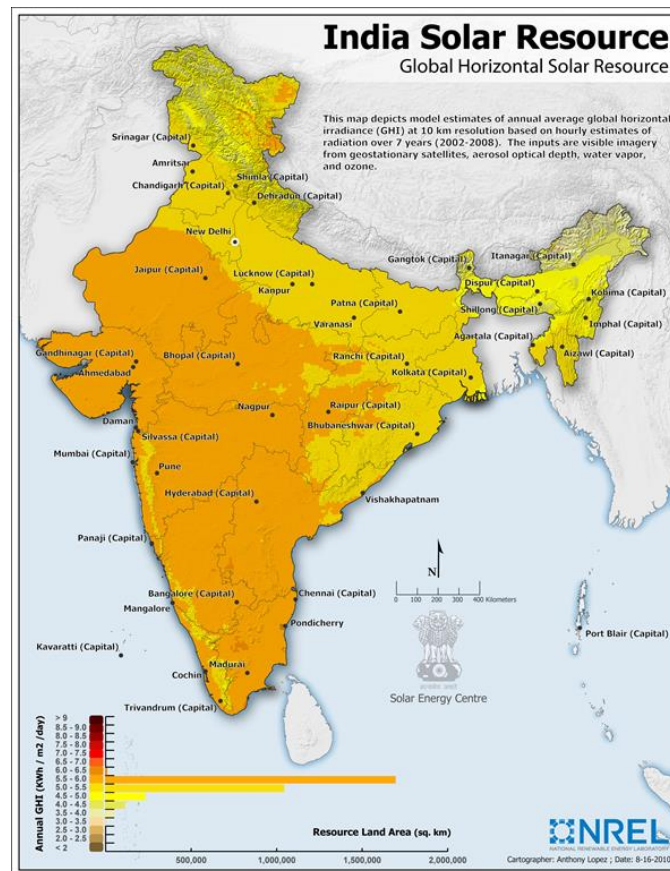 India Solar Resource
Global Horizontal Solar Resource
This map depicts model estimates of annual average global horizontal
irradiance (GHI) at 10 km resolution based on hourly estimates of
radiation over 7 years (2002-2008). The inputs are visible imagery
from geostationary satellites, aerosol optical depth, water vapor,
and ozone.
Srinagar (Capital)
Amritsar
Shimla (Capital)
Chandigarh (Capital)
Dehradun (Capital)
New Delhi
Gangtok (Capital)
Itanagar (Capital)
Jaipur (Capital)
Lucknow (Capital)
Kanpur
Dispur (Capital)
Kohima (Capital)
Patna (Capital)
Shillong (Capital)
Varanasi
Imphal (Capital)
Agartala (Capital)
Gandhinagar (Capital)
Bhopal (Capital)
Ranchi (Capital)
Aizawl (Capital)
Ahmedabad
Kolkata (Capital)
Nagpur
Raipur (Capital)
Daman
Bhubaneshwar (Capital)
Silvassa (Capital)
Mumbai (Capital)
Pune
Hyderabad (Capital)
Vishakhapatnam
Panaji (Capital)
N
Bangalore (Capital)
Chennai (Capital)
0 100 200 300 400 Kilometers
Mangalore
Pondicherry
Port Blair (Capital)
Kavaratti (Capital)
Madurai
Cochin
Solar Energy Centre
Trivandrum (Capital)
Annual GHI (KWh / m2 /day)
> 9
8.5 - 9.0
8.0 - 8.5
7.5 - 8.0
7.0 - 7.5
6.5 - 7.0
6.0 - 6.5
5.5 - 6.0
5.0 - 5.5
4.5 - 5.0
4.0 - 4.5
3.5 - 4.0
3.0 - 3.5
2.5 - 3.0
2.0 - 2.5
< 2
Resource Land Area (sq. km)
500,000 1,000,000 1,500,000 2,000,000
NREL
NATIONAL RENEWABLE ENERGY LABORATORY
Cartographer: Anthony Lopez ; Date: 8-16-2010